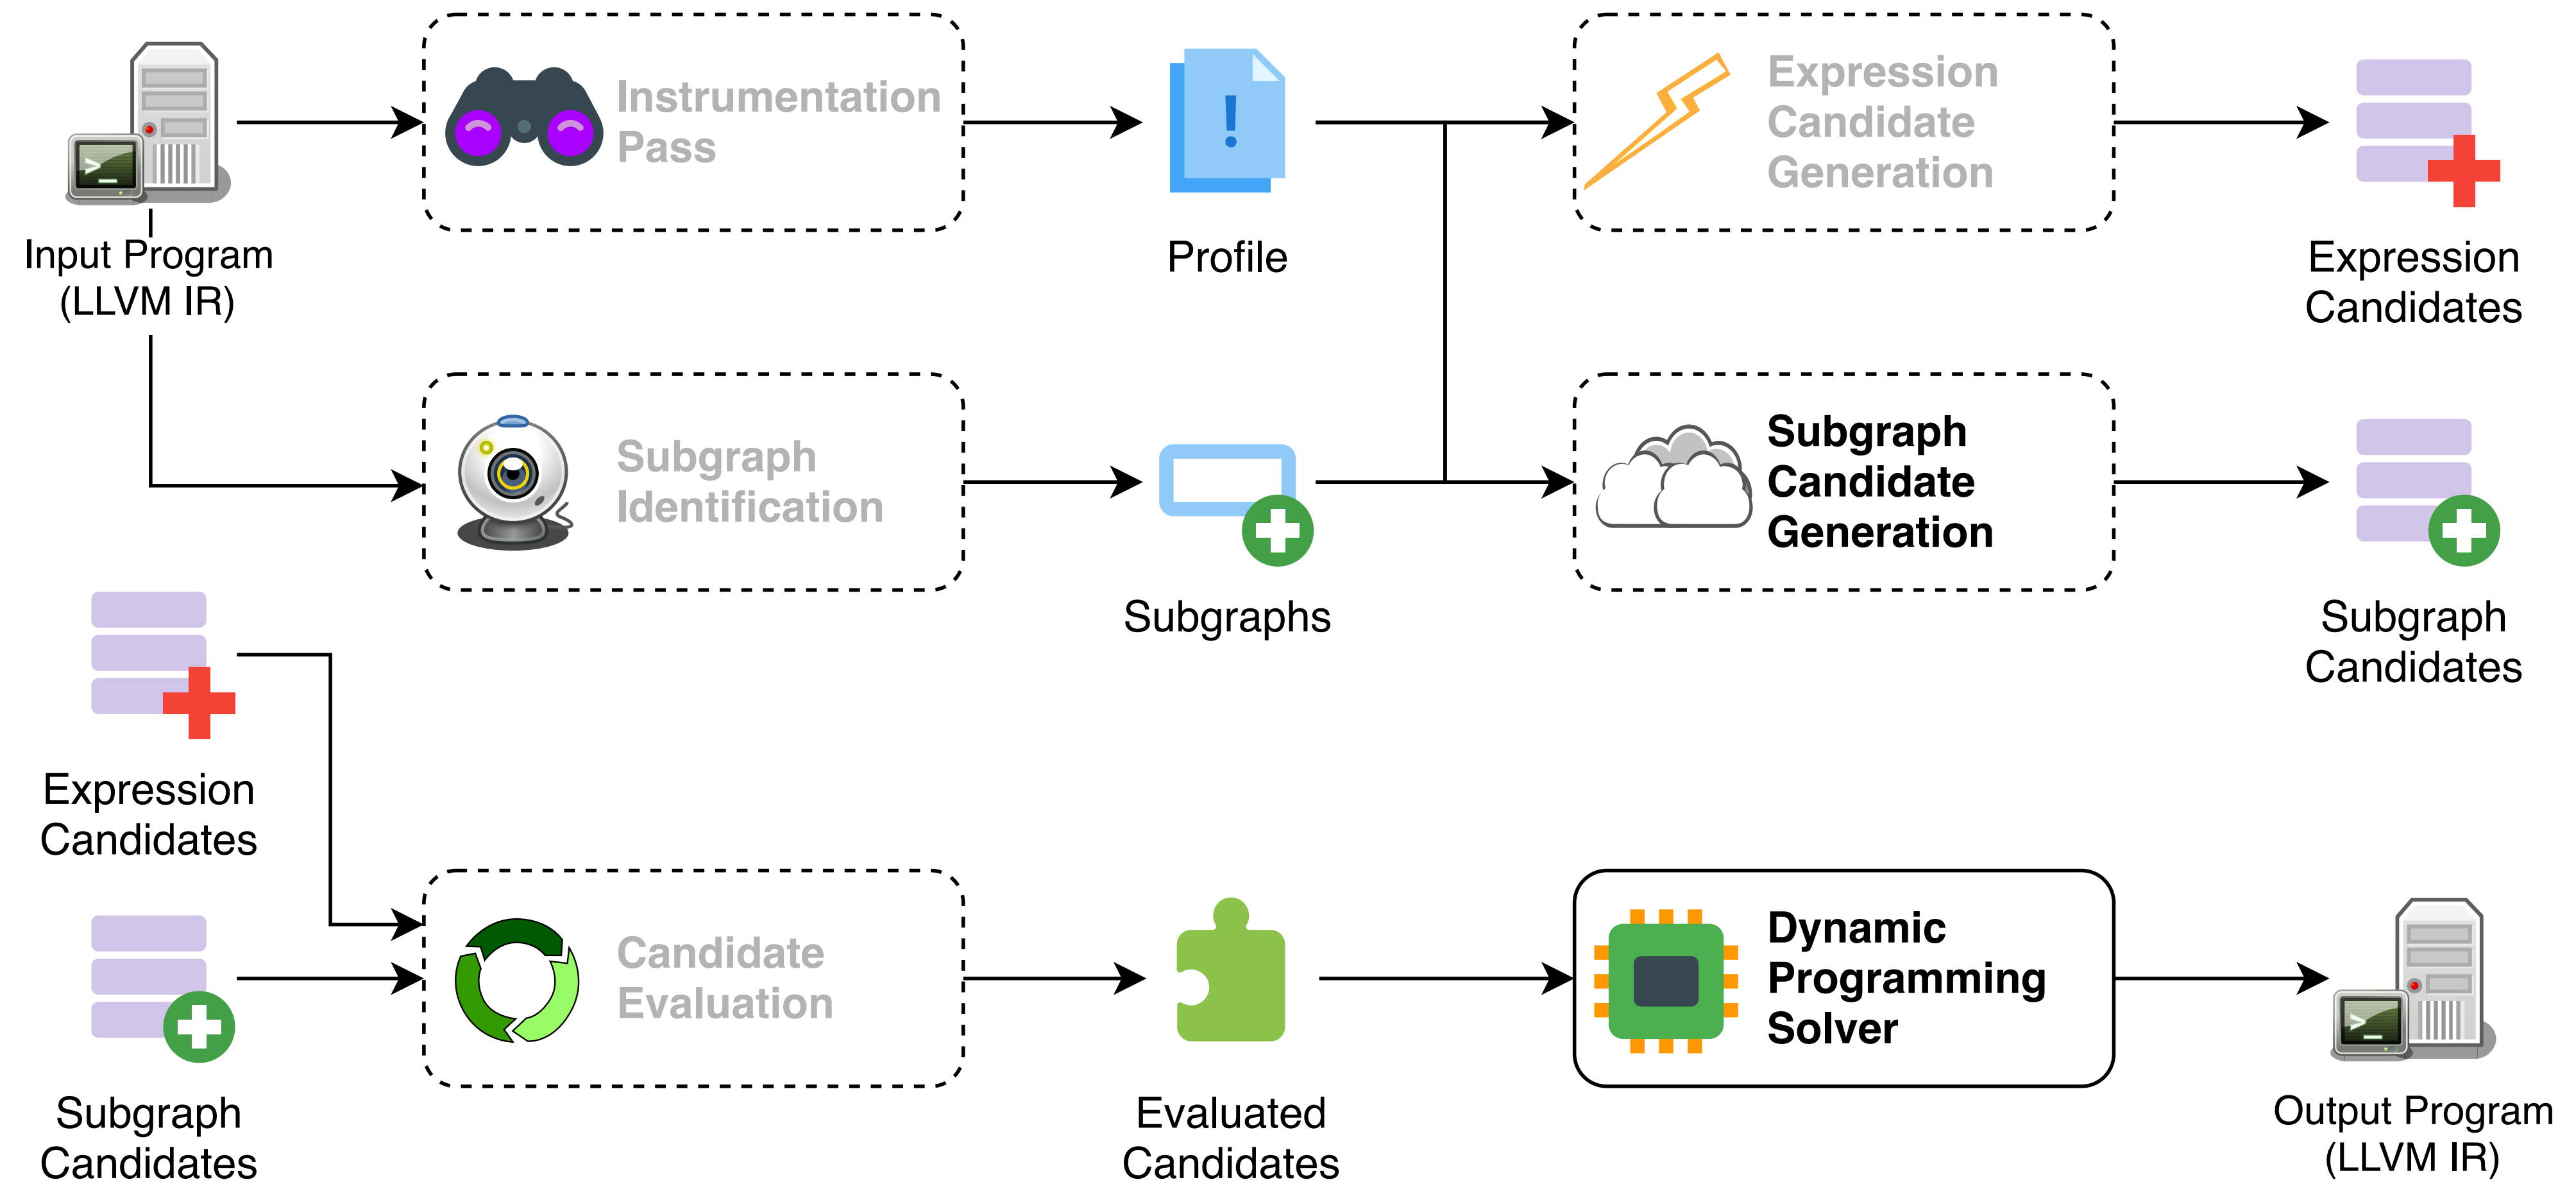 Instrumentation
Pass
Expression
Candidate
Generation
Input Program
(LLVM IR)
Profile
Expression
Candidates
Subgraph
Identification
Subgraph
Candidate
Generation
Subgraphs
Subgraph
Candidates
Expression
Candidates
Candidate
Evaluation
Dynamic
Programming
Solver
Subgraph
Candidates
Evaluated
Candidates
Output Program
(LLVM IR)